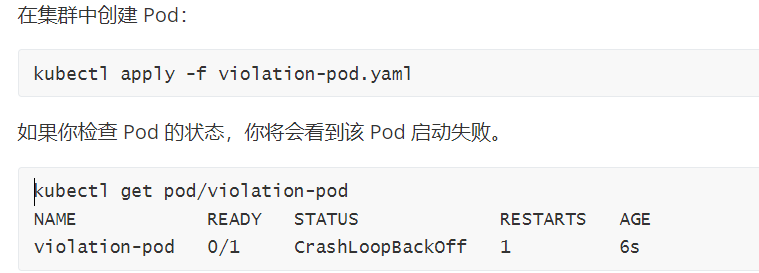 在集群中创建 Pod：
kubectl apply -f violation-pod.yaml
如果你检查 Pod 的状态，你将会看到该 Pod 启动失败。
kubectl get pod/violation-pod
NAME            READY   STATUS             RESTARTS   AGE
violation-pod   0/1     CrashLoopBackOff   1          6s